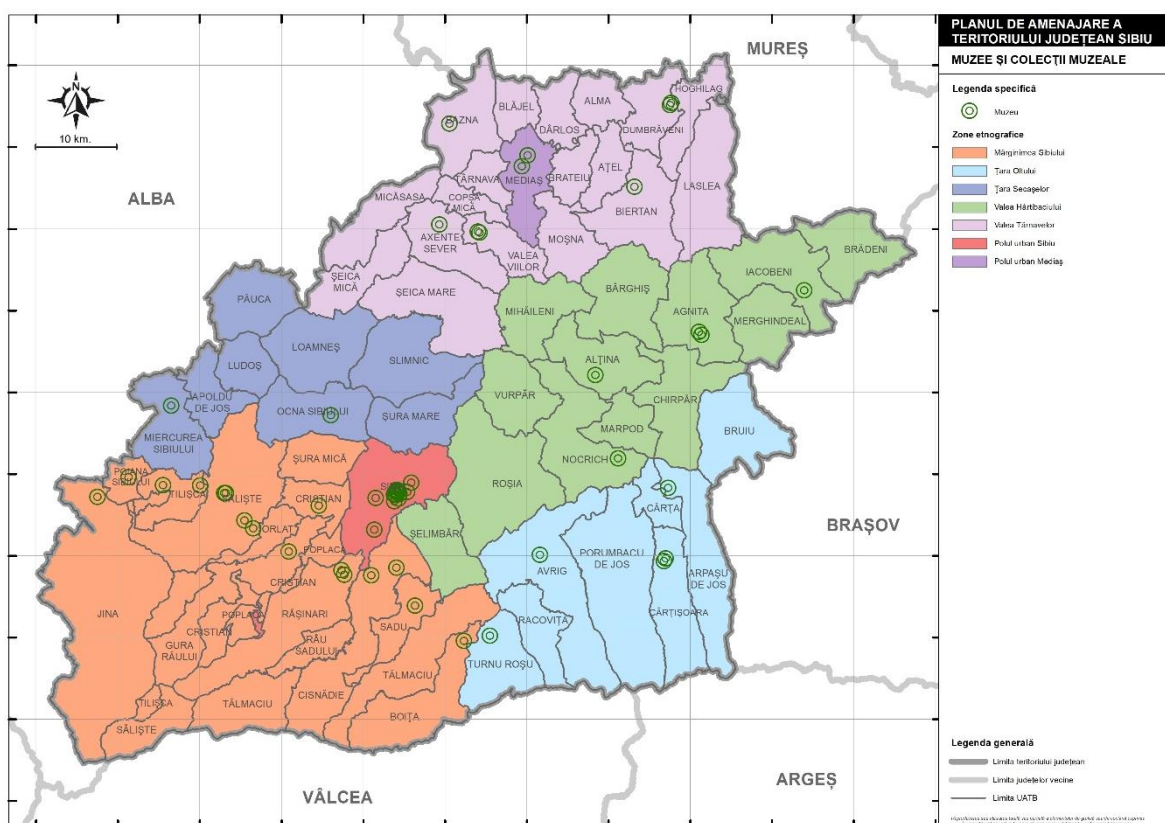 PLANUL DE AMENAJARE A
TERITORIULUI JUDEȚEAN SIBIU
MUZEE ȘI COLECȚII MUZEALE
Legenda specifică
Muzeu
Zone etnografice
Mărginimea Sibiului
Țara Oltului
Țara Secașelor
Valea Hârtibaciului
Valea Târnavelor
Polul urban Sibiu
Polul urban Mediaș
Legenda generală
Limita teritoriului județean
Limita județelor vecine
Limita UATB
10 km.
MUREȘ
ALBA
BRAȘOV
ARGEȘ
VÂLCEA
HOGHILAG
BLĂJEL
ALMA
BAZNA
DÂRLOS
DUMBRĂVENI
TÂRNAVA
MEDIAȘ
BRATEIU
AȚEL
LASLEA
MICĂSASA
COPȘA
MICĂ
BIERTAN
AXENTE
SEVER
MOȘNA
VALEA
VIILOR
BRĂDENI
IACOBENI
ȘEICA
MICĂ
ȘEICA MARE
BÂRGHIȘ
PĂUCA
MIHĂILENI
AGNITA
MERGHINDEAL
LOAMNEȘ
SLIMNIC
ALȚINA
LUDOȘ
APOLDU
DE JOS
VURPĂR
CHIRPĂR
OCNA SIBIULUI
ȘURA MARE
MARPOD
BRUIU
MIERCUREA
SIBIULUI
ȘURA MICĂ
NOCRICH
POIANA
SIBIULUI
TILIȘCA
SĂLIȘTE
CRISTIAN
ROȘIA
CÂRȚA
ORLAT
ȘELIMBĂR
POPLACA
AVRIG
PORUMBACU
DE JOS
ARPAȘU
DE JOS
CRISTIAN
JINA
POPLACA
RĂȘINARI
SADU
RACOVIȚA
CÂRȚIȘOARA
CRISTIAN
GURA
RÂULUI
RÂU
SADULUI
TURNU ROȘU
TĂLMACIU
CISNĂDIE
TILIȘCA
TĂLMACIU
BOIȚA
SĂLIȘTE